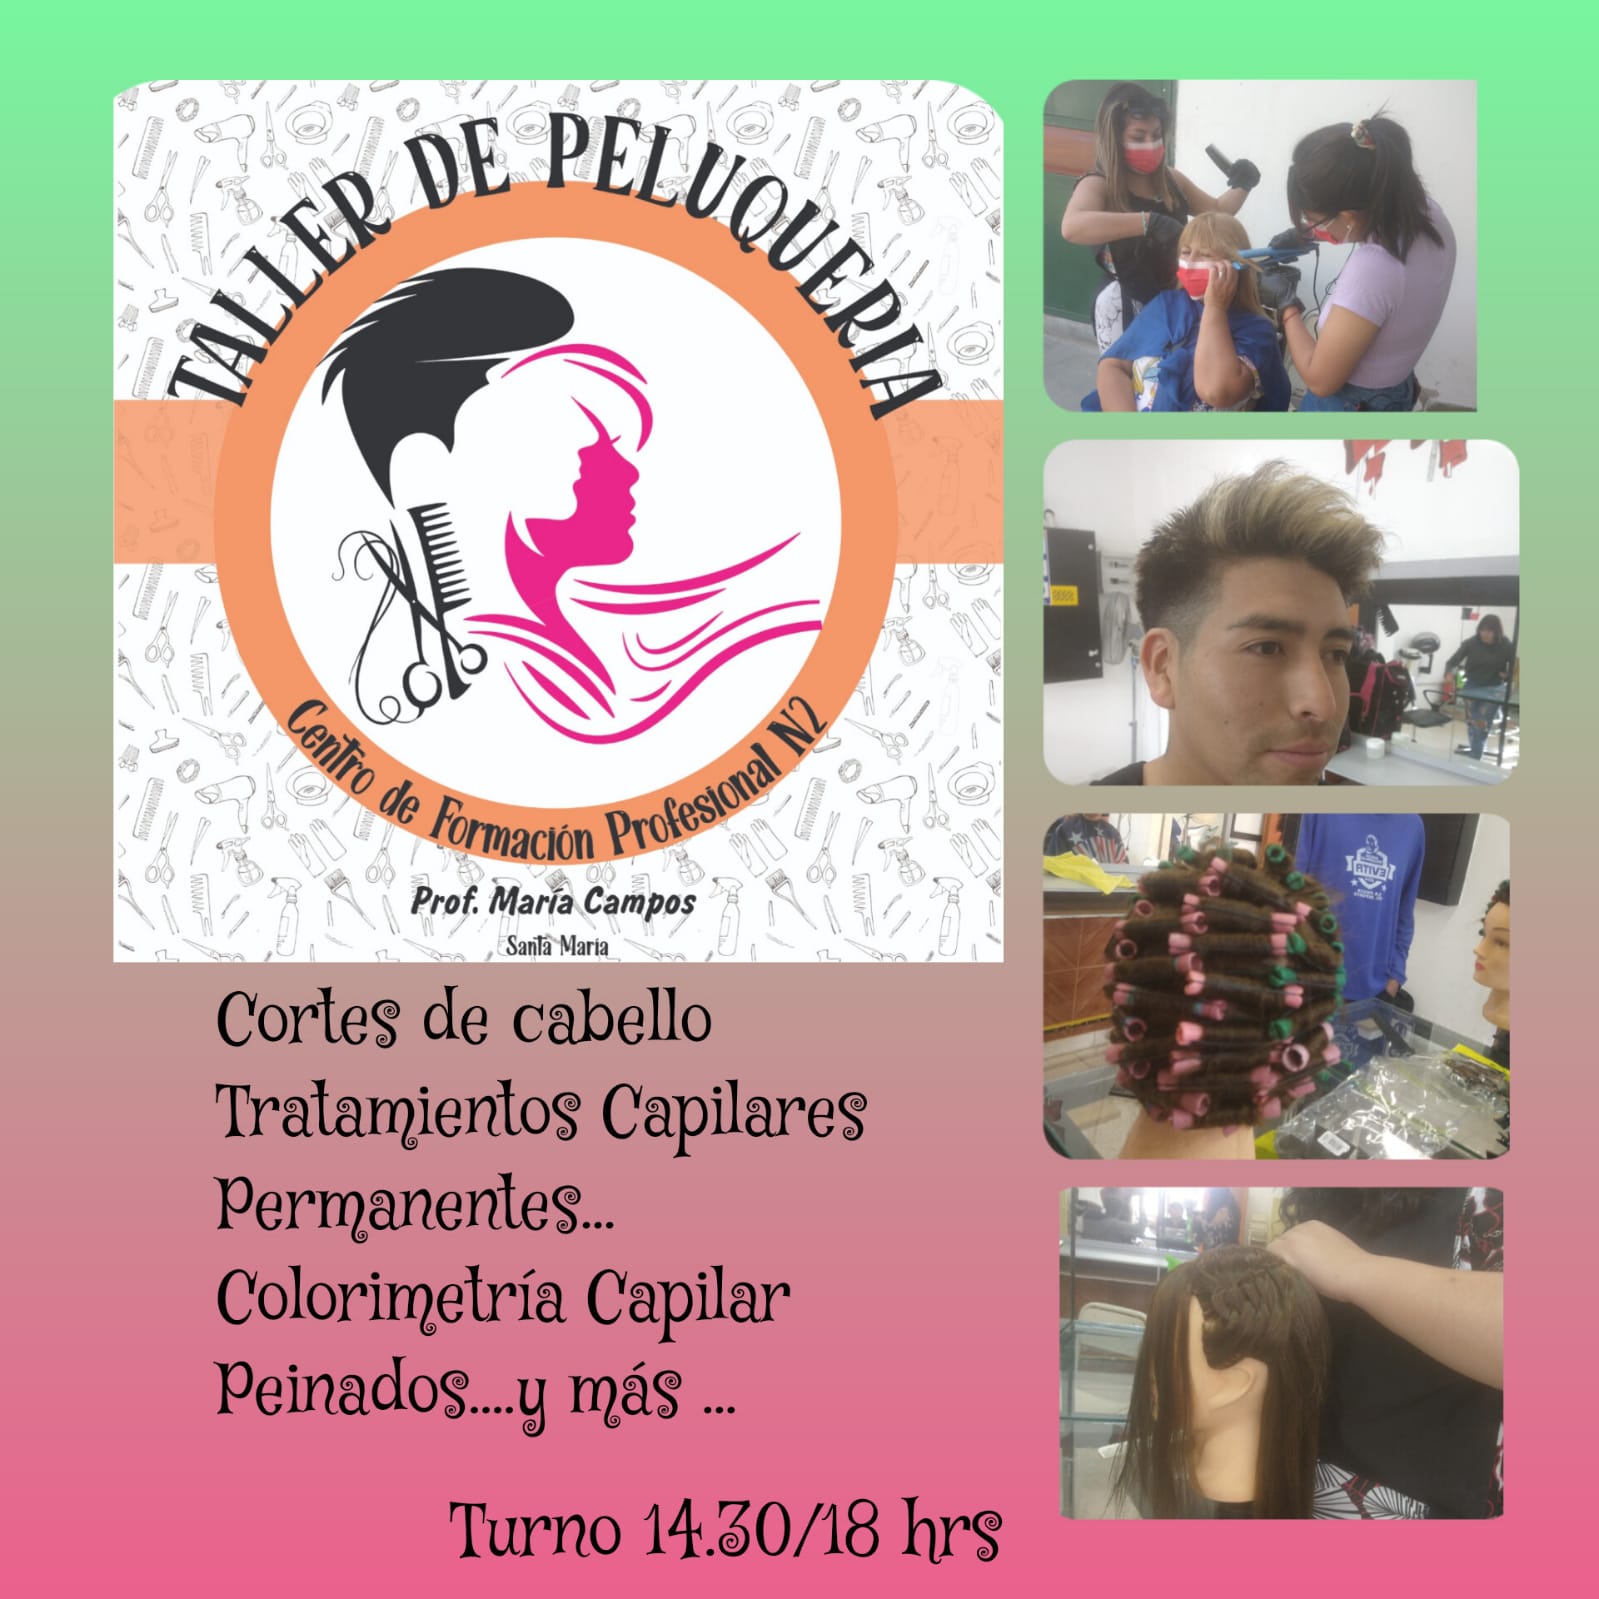 TALLER DE PELUQUERIA
Centro de Formación Profesional N2
Prof. María Campos
Santa María
Cortes de cabello
Tratamientos Capilares
Permanentes...
Colorimetría Capilar
Peinados....y más ...
Turno 14.30/18 hrs